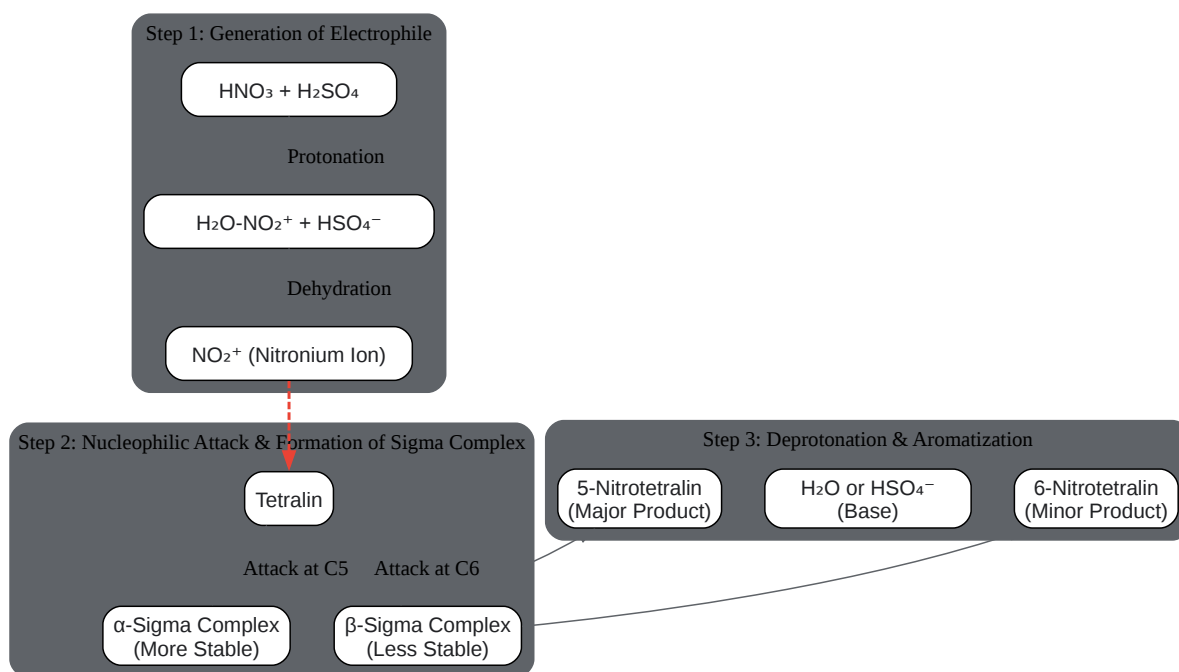 Step 1: Generation of Electrophile
HNO₃ + H₂SO₄
Protonation
H₂O-NO₂⁺ + HSO₄⁻
Dehydration
NO₂⁺ (Nitronium Ion)
Step 2: Nucleophilic Attack & Formation of Sigma Complex
Tetralin
Attack at C5
Attack at C6
α-Sigma Complex
(More Stable)
β-Sigma Complex
(Less Stable)
Step 3: Deprotonation & Aromatization
5-Nitrotetralin
(Major Product)
H₂O or HSO₄⁻
(Base)
6-Nitrotetralin
(Minor Product)